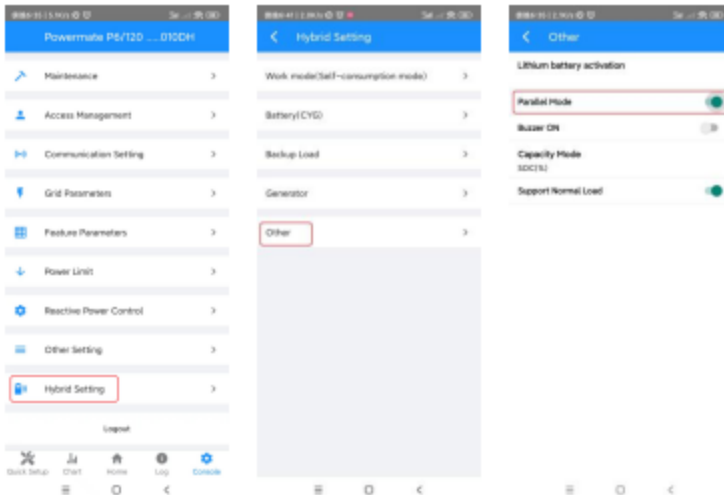 Powermate P6/120 ....010DH
Maintenance
Access Management
Communication Setting
Grid Parameters
Feature Parameters
Power Limit
Reactive Power Control
Other Setting
Hybrid Setting
Logout
Quick Setup Chart Home Log Console
Hybrid Setting
Work mode(Self-consumption mode)
Battery(CYG)
Backup Load
Generator
Other
Other
Lithium battery activation
Parallel Mode
Buzzer ON
Capacity Mode
SOC(%)
Support Normal Load